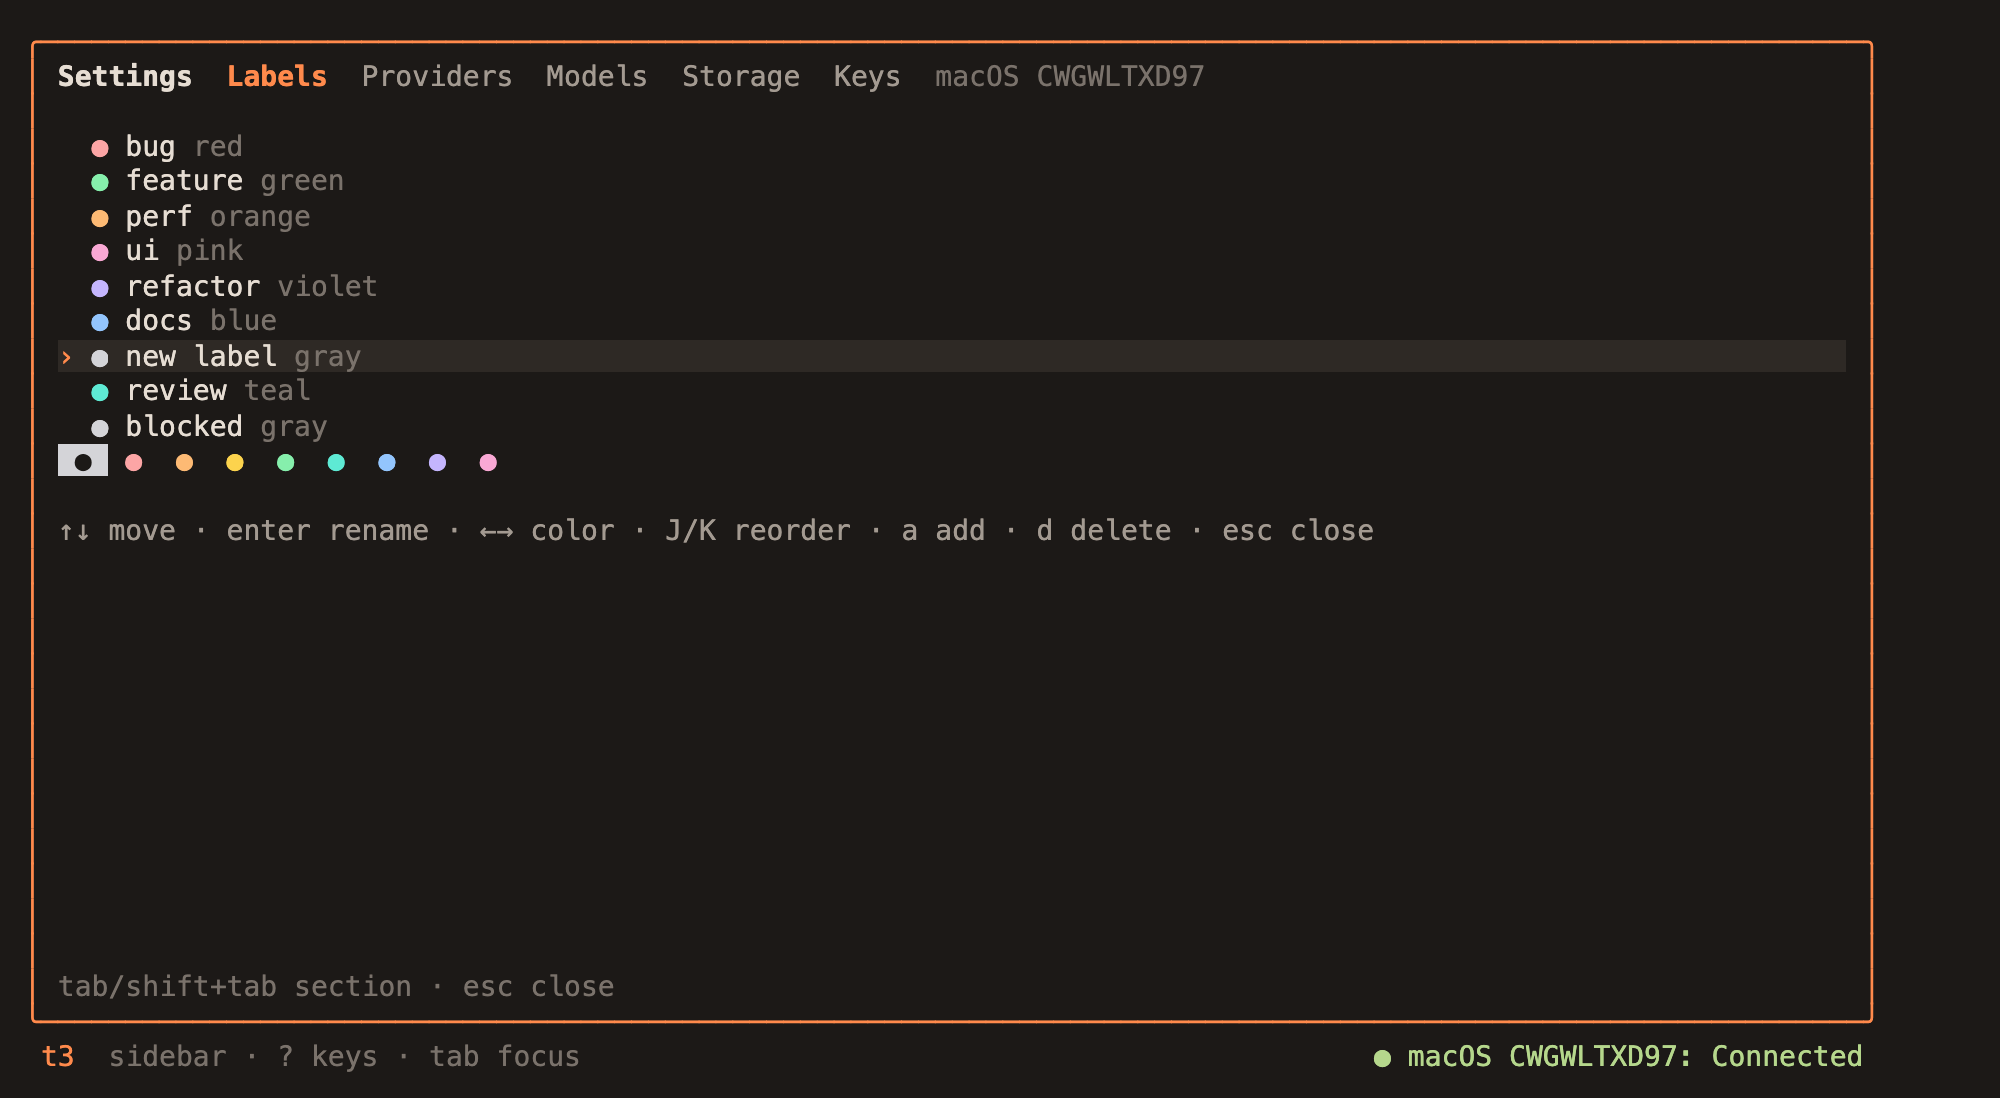 Settings Labels Providers Models Storage Keys macOS CWGWLTXD97
● bug red
● feature green
● perf orange
● ui pink
● refactor violet
● docs blue
› ● new label gray
● review teal
● blocked gray
↑↓ move · enter rename · ←→ color · J/K reorder · a add · d delete · esc close
tab/shift+tab section · esc close
t3 sidebar · ? keys · tab focus ● macOS CWGWLTXD97: Connected